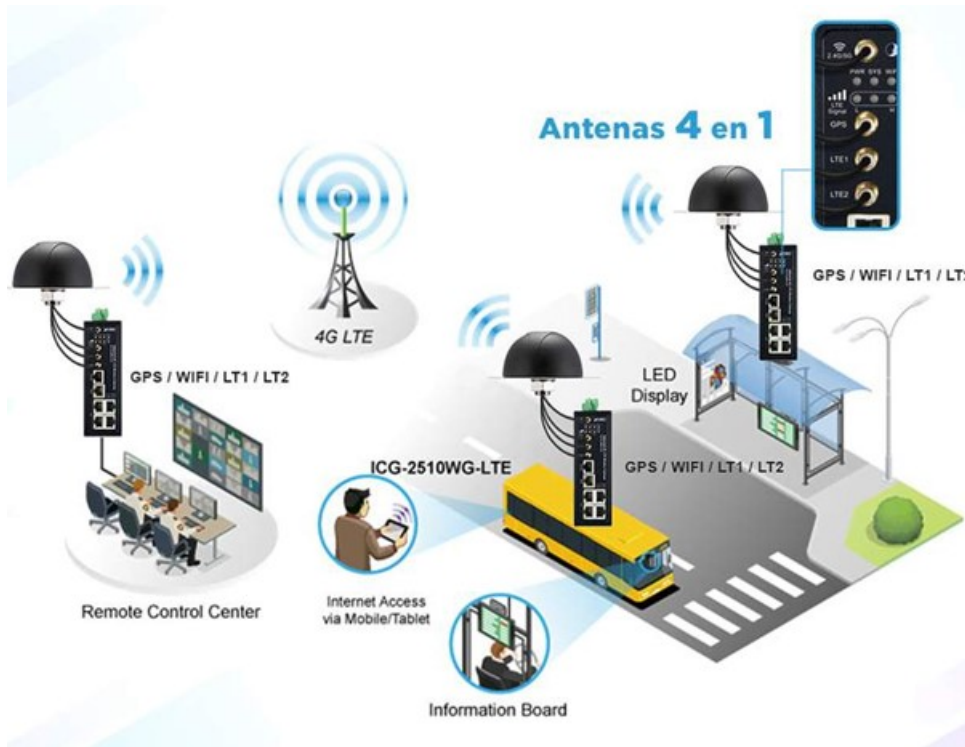 2.4G/5G
PWR SYS WiFi
LTE
Signal
L H
GPS
LTE1
LTE2
Antenas 4 en 1
GPS / WIFI / LT1 /
4G LTE
GPS / WIFI / LT1 / LT2
LED
Display
ICG-2510WG-LTE
GPS / WIFI / LT1 / LT2
Remote Control Center
Internet Access
via Mobile/Tablet
Information Board